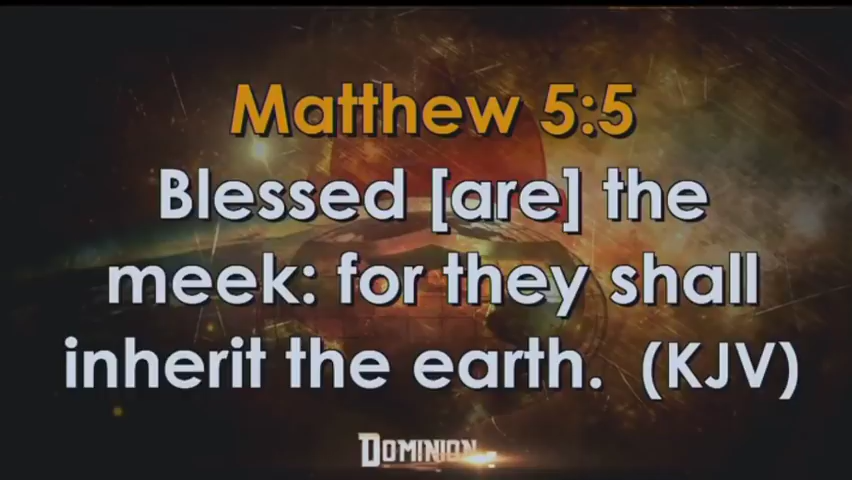 Matthew 5:5
Blessed [are] the
meek: for they shall
inherit the earth. (KJV)
DOMINION